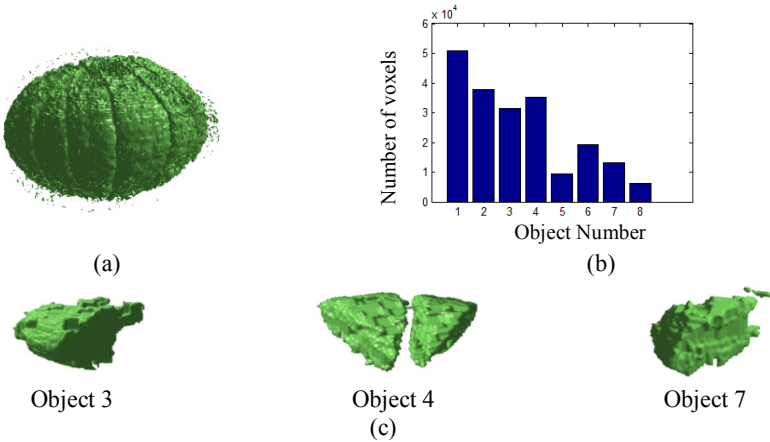 × 10⁴
6
5
4
3
2
1
0
Number of voxels
1 2 3 4 5 6 7 8
Object Number
(a)
(b)
Object 3
Object 4
Object 7
(c)